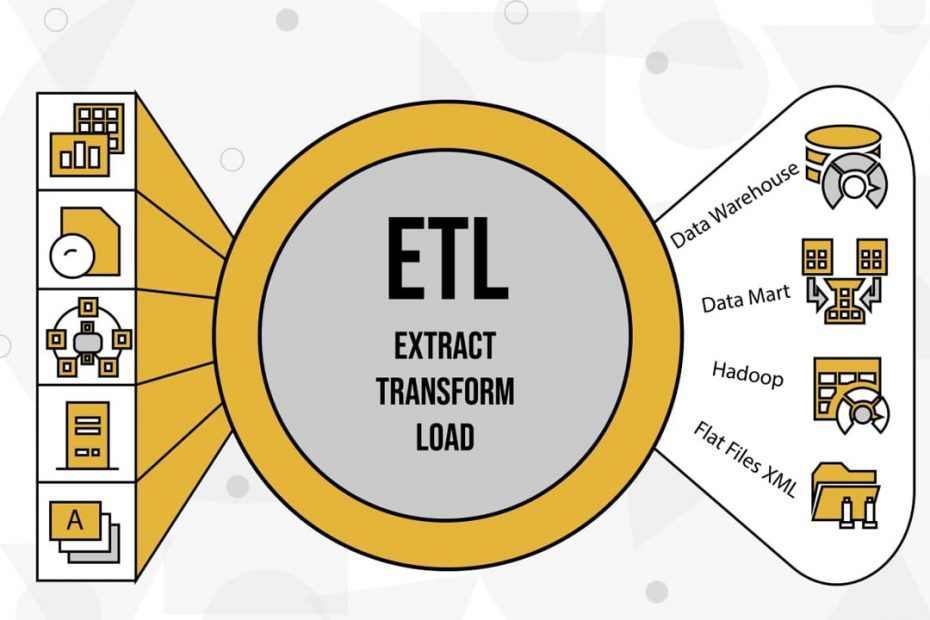 ETL
EXTRACT
TRANSFORM
LOAD
Data Warehouse
Data Mart
Hadoop
Flat Files XML
A